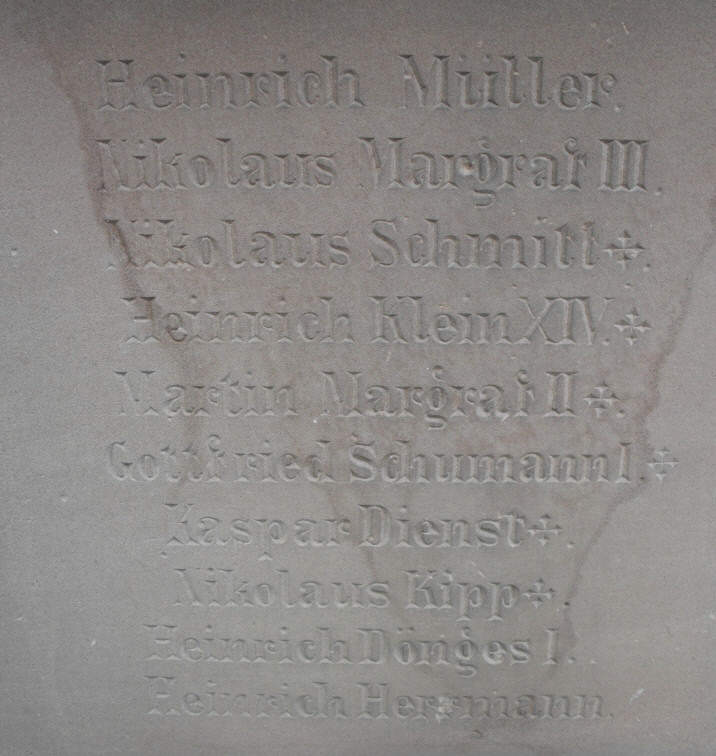 Heinrich Müller.
Nikolaus Margraf III.
Nikolaus Schmitt ✠.
Heinrich Klein XIV. ✠
Martin Margraf II ✠.
Gottfried Schumann I. ✠
Kaspar Dienst ✠.
Nikolaus Kipp ✠.
Heinrich Dönges I.
Heinrich Herrmann.